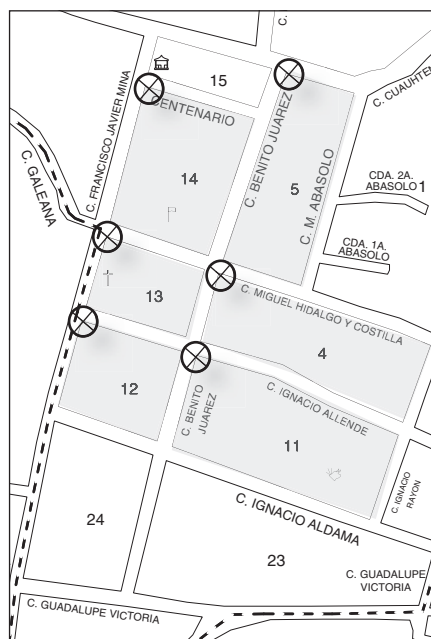 C.
15
C. CUAUHTEM
C. FRANCISCO JAVIER MINA
CENTENARIO
C. BENITO JUAREZ
C. M. ABASOLO
C. GALEANA
14
5
CDA. 2A.
ABASOLO 1
CDA. 1A.
ABASOLO
13
C. MIGUEL HIDALGO Y COSTILLA
4
12
C. BENITO
JUAREZ
C. IGNACIO ALLENDE
11
C. IGNACIO
RAYON
C. IGNACIO ALDAMA
24
23
C. GUADALUPE
VICTORIA
C. GUADALUPE VICTORIA